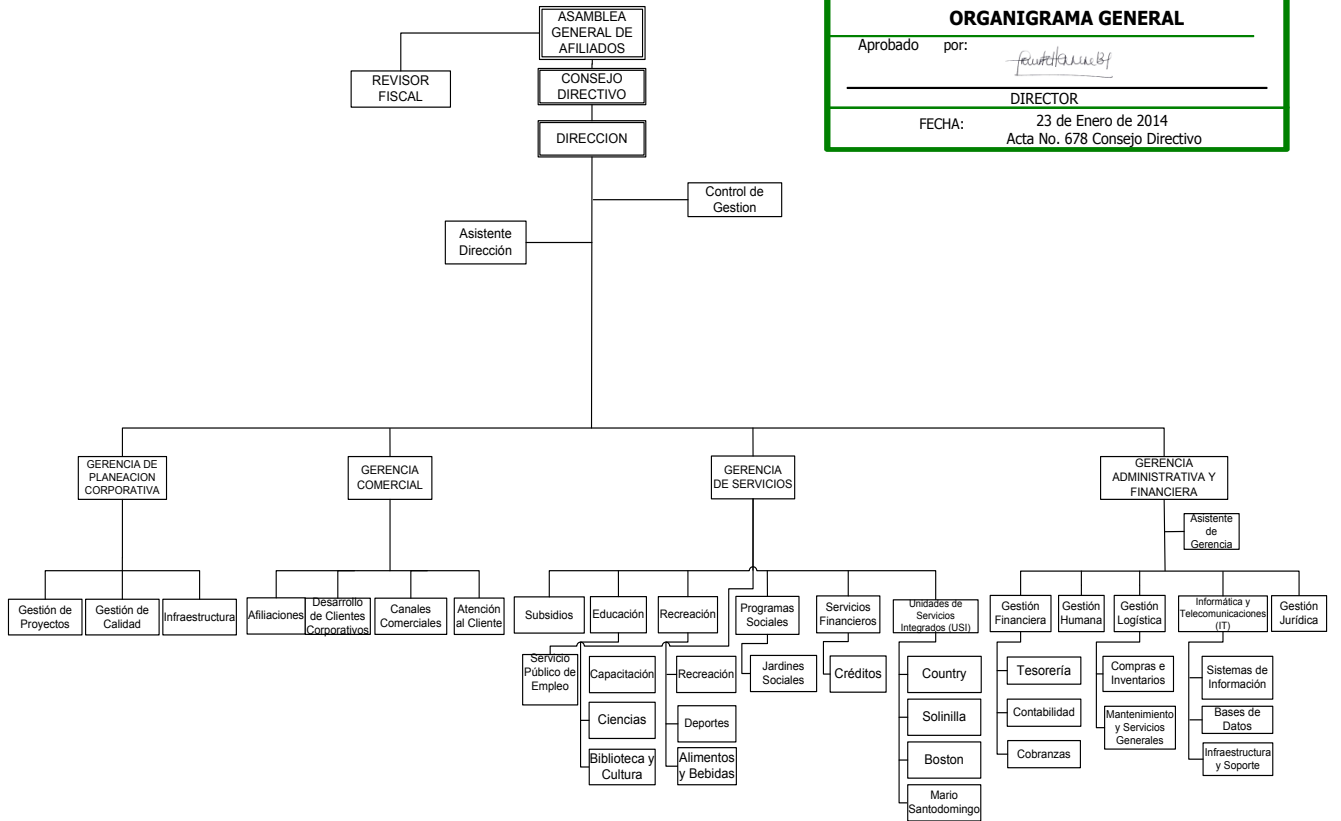 ASAMBLEA
GENERAL DE
AFILIADOS
REVISOR
FISCAL
CONSEJO
DIRECTIVO
DIRECCION
ORGANIGRAMA GENERAL
Aprobado por:
DIRECTOR
FECHA: 23 de Enero de 2014
Acta No. 678 Consejo Directivo
Control de
Gestion
Asistente
Dirección
GERENCIA DE
PLANEACION
CORPORATIVA
GERENCIA
COMERCIAL
GERENCIA
DE SERVICIOS
GERENCIA
ADMINISTRATIVA Y
FINANCIERA
Asistente
de
Gerencia
Gestión de
Proyectos
Gestión de
Calidad
Infraestructura
Afiliaciones
Desarrollo
de Clientes
Corporativos
Canales
Comerciales
Atención
al Cliente
Subsidios
Educación
Recreación
Programas
Sociales
Servicios
Financieros
Unidades de
Servicios
Integrados (USI)
Gestión
Financiera
Gestión
Humana
Gestión
Logística
Informática y
Telecomunicaciones
(IT)
Gestión
Jurídica
Servicio
Público de
Empleo
Capacitación
Ciencias
Biblioteca y
Cultura
Recreación
Deportes
Alimentos
y Bebidas
Jardines
Sociales
Créditos
Country
Solinilla
Boston
Mario
Santodomingo
Tesorería
Contabilidad
Cobranzas
Compras e
Inventarios
Mantenimiento
y Servicios
Generales
Sistemas de
Información
Bases de
Datos
Infraestructura
y Soporte